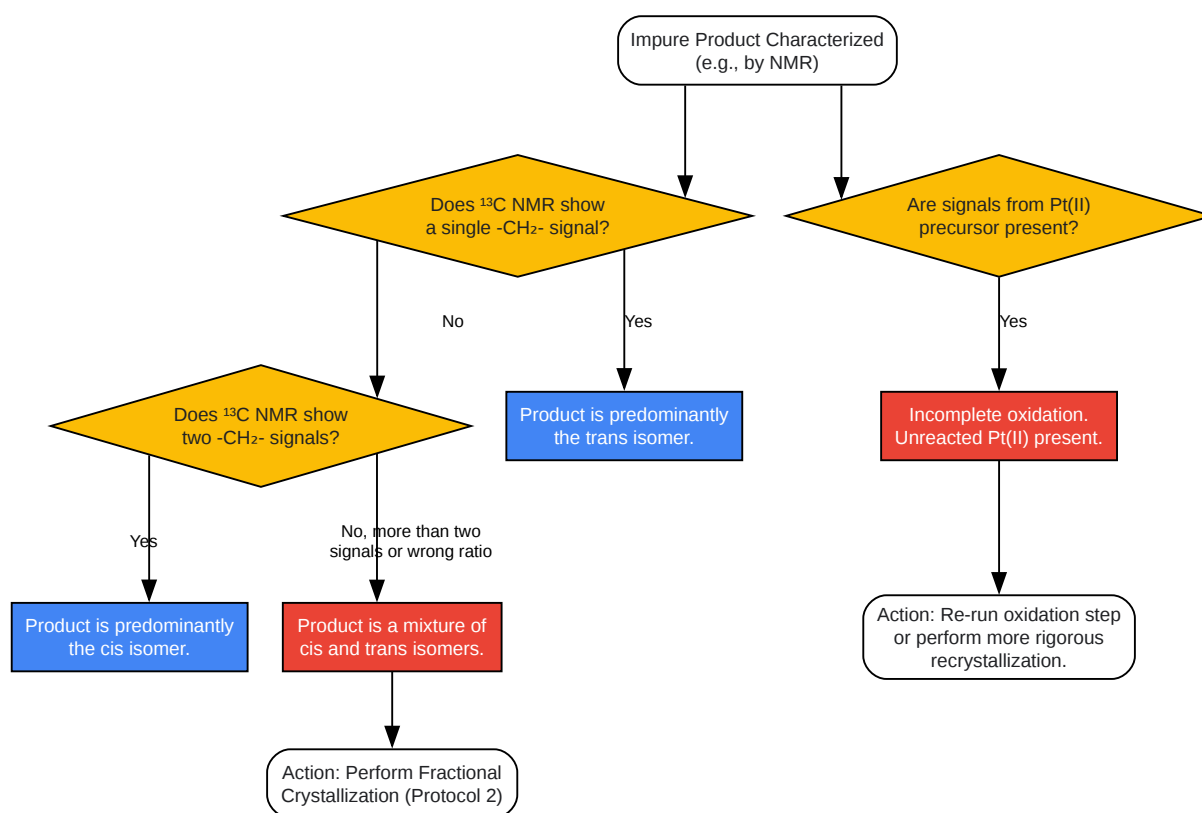 Impure Product Characterized
(e.g., by NMR)
Does ¹³C NMR show
a single -CH₂- signal?
Are signals from Pt(II)
precursor present?
No
Yes
Yes
Does ¹³C NMR show
two -CH₂- signals?
Product is predominantly
the trans isomer.
Incomplete oxidation.
Unreacted Pt(II) present.
Yes
No, more than two
signals or wrong ratio
Product is predominantly
the cis isomer.
Product is a mixture of
cis and trans isomers.
Action: Re-run oxidation step
or perform more rigorous
recrystallization.
Action: Perform Fractional
Crystallization (Protocol 2)